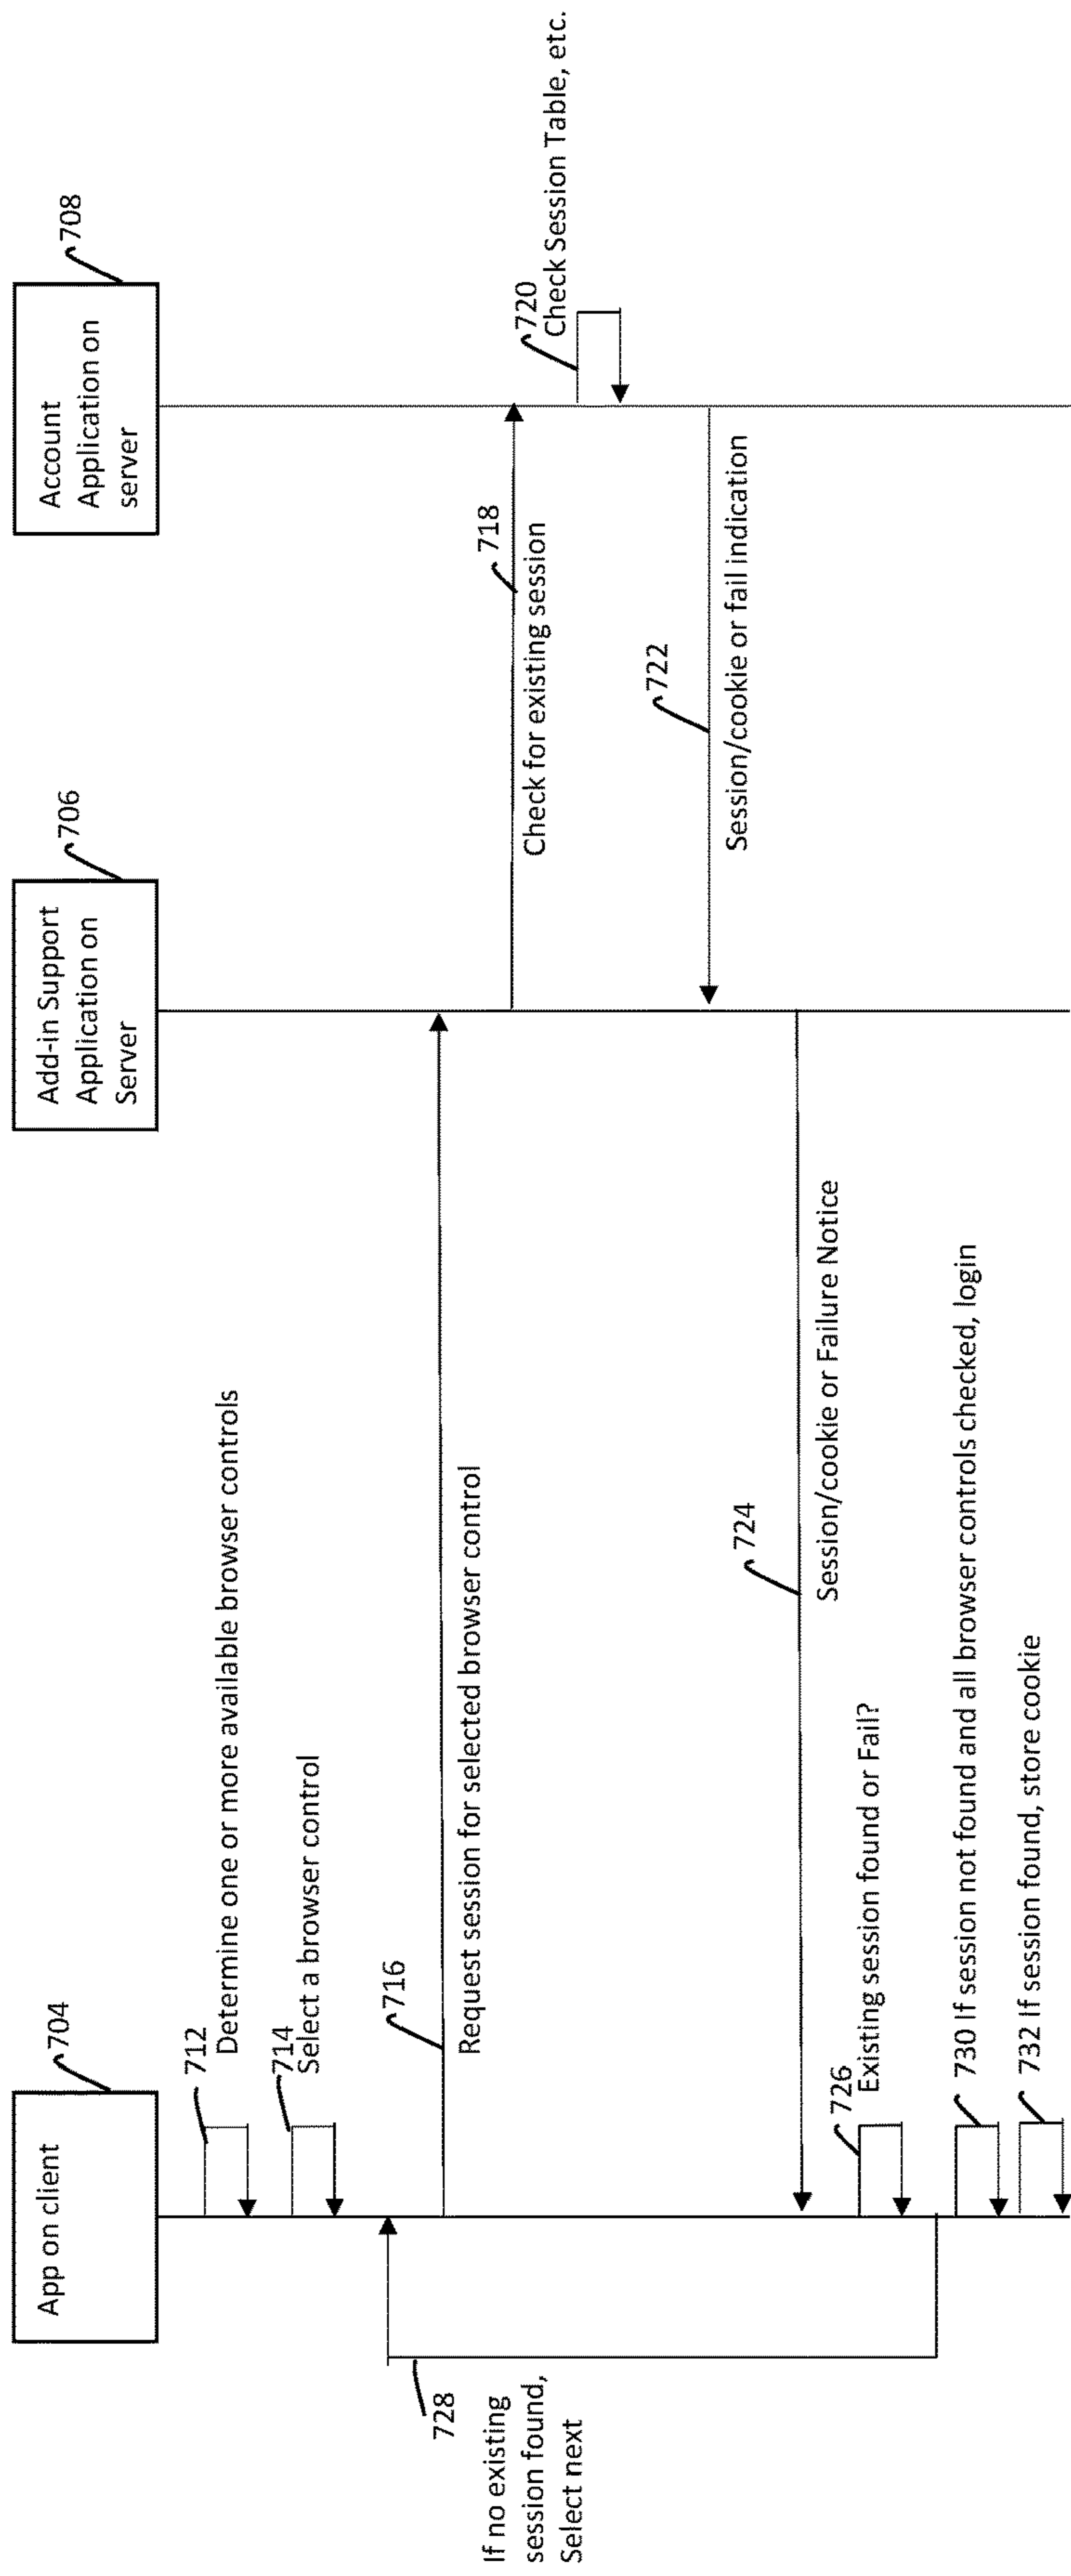 App on client
704
Add-in Support
Application on
Server
706
Account
Application on
server
708
712
Determine one or more available browser controls
714
Select a browser control
716
Request session for selected browser control
718
Check for existing session
720
Check Session Table, etc.
722
Session/cookie or fail indication
724
Session/cookie or Failure Notice
726
Existing session found or Fail?
728
If no existing
session found,
Select next
730 If session not found and all browser controls checked, login
732 If session found, store cookie